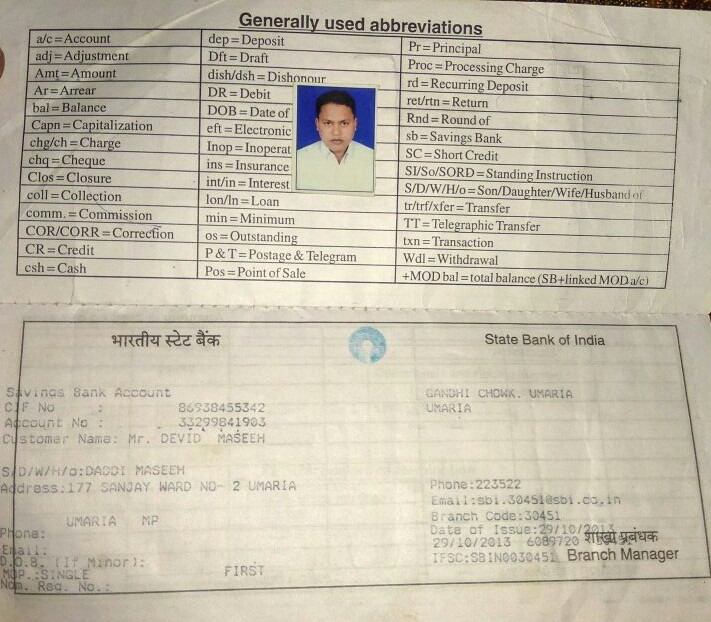 Generally used abbreviations
a/c = Account
adj = Adjustment
Amt = Amount
Ar = Arrear
bal = Balance
Capn = Capitalization
chg/ch = Charge
chq = Cheque
Clos = Closure
coll = Collection
comm. = Commission
COR/CORR = Correction
CR = Credit
csh = Cash
dep = Deposit
Dft = Draft
dish/dsh = Dishonour
DR = Debit
DOB = Date of
eft = Electronic
Inop = Inoperat
ins = Insurance
int/in = Interest
lon/ln = Loan
min = Minimum
os = Outstanding
P & T = Postage & Telegram
Pos = Point of Sale
Pr = Principal
Proc = Processing Charge
rd = Recurring Deposit
ret/rtn = Return
Rnd = Round of
sb = Savings Bank
SC = Short Credit
SI/So/SORD = Standing Instruction
S/D/W/H/o = Son/Daughter/Wife/Husband of
tr/trf/xfer = Transfer
TT = Telegraphic Transfer
txn = Transaction
Wdl = Withdrawal
+MOD bal = total balance (SB+linked MOD a/c)
भारतीय स्टेट बैंक
State Bank of India
Savings Bank Account
CIF No : 86938455342
Account No : 33299841903
Customer Name: Mr. DEVID MASEEH
S/D/W/H/o:DADDI MASEEH
Address:177 SANJAY WARD NO- 2 UMARIA
UMARIA MP
Phone:
Email:
D.O.B. (If Minor):
MOP.:SINGLE FIRST
Nom. Reg. No.:
GANDHI CHOWK, UMARIA
UMARIA
Phone:223522
Email:sbi.30451@sbi.co.in
Branch Code:30451
Date of Issue:29/10/2013
29/10/2013 6089720
शाखा प्रबंधक
IFSC:SBIN0030451 Branch Manager